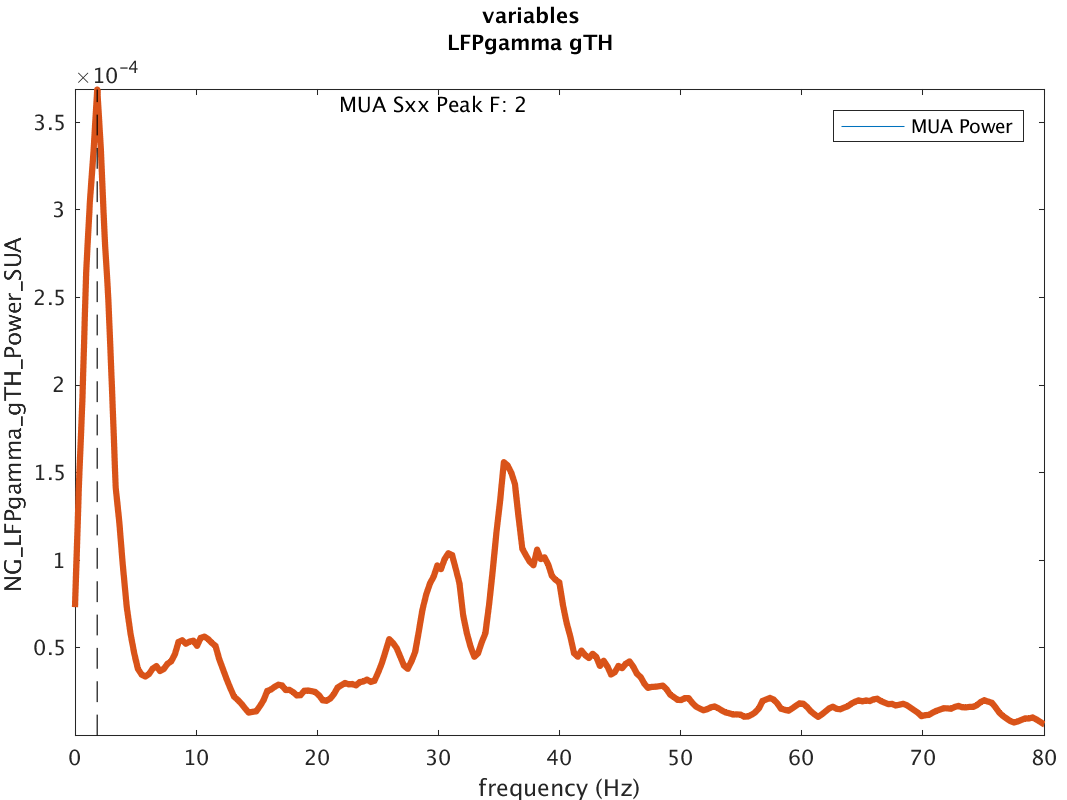 variables
LFPgamma gTH
×10⁻⁴
MUA Sxx Peak F: 2
MUA Power
3.5
3
2.5
2
1.5
1
0.5
NG_LFPgamma_gTH_Power_SUA
0 10 20 30 40 50 60 70 80
frequency (Hz)